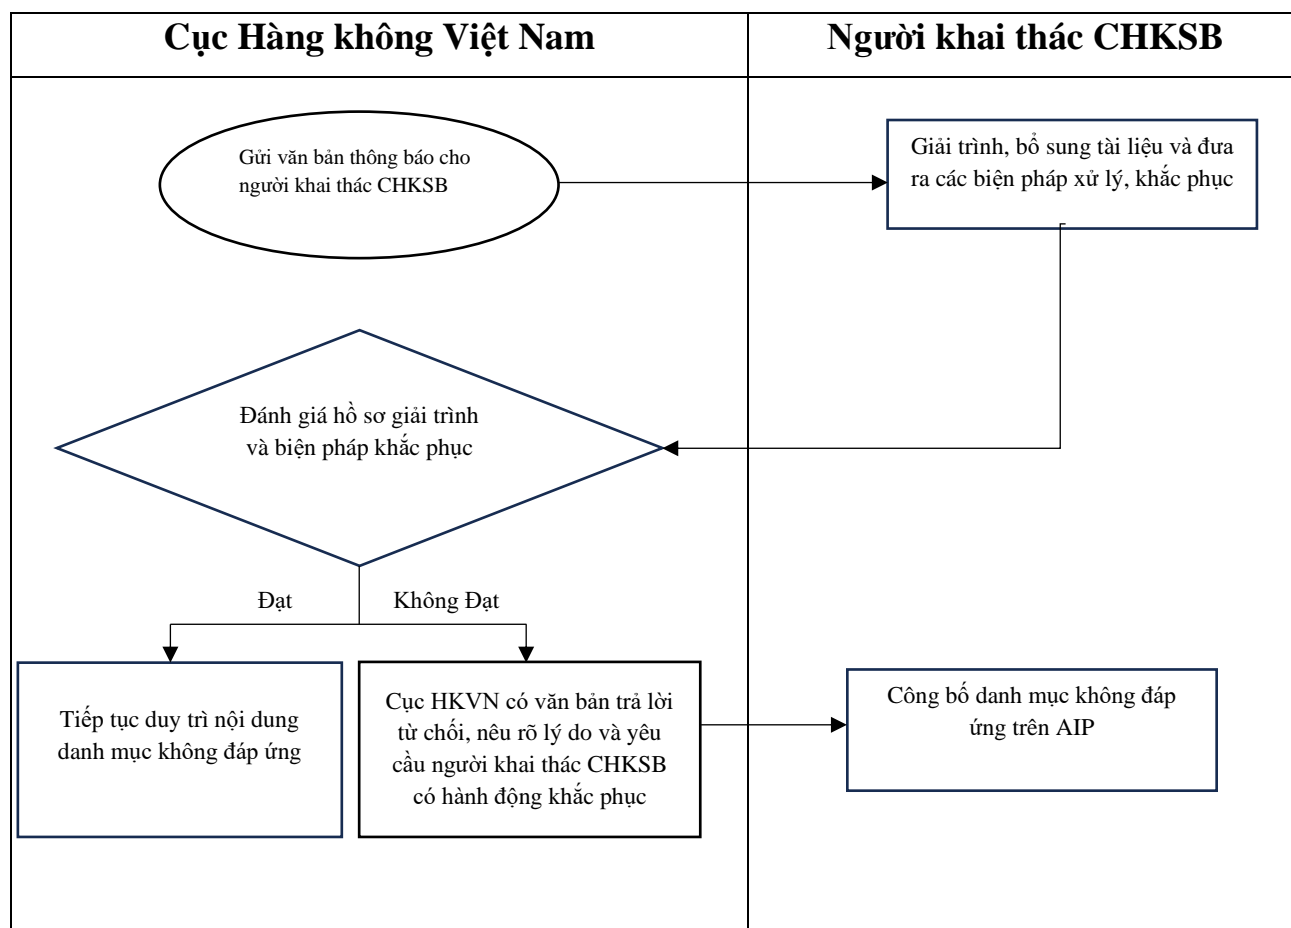 Cục Hàng không Việt Nam
Người khai thác CHKSB
Gửi văn bản thông báo cho
người khai thác CHKSB
Giải trình, bổ sung tài liệu và đưa
ra các biện pháp xử lý, khắc phục
Đánh giá hồ sơ giải trình
và biện pháp khắc phục
Đạt
Không Đạt
Tiếp tục duy trì nội dung
danh mục không đáp ứng
Cục HKVN có văn bản trả lời
từ chối, nêu rõ lý do và yêu
cầu người khai thác CHKSB
có hành động khắc phục
Công bố danh mục không đáp
ứng trên AIP